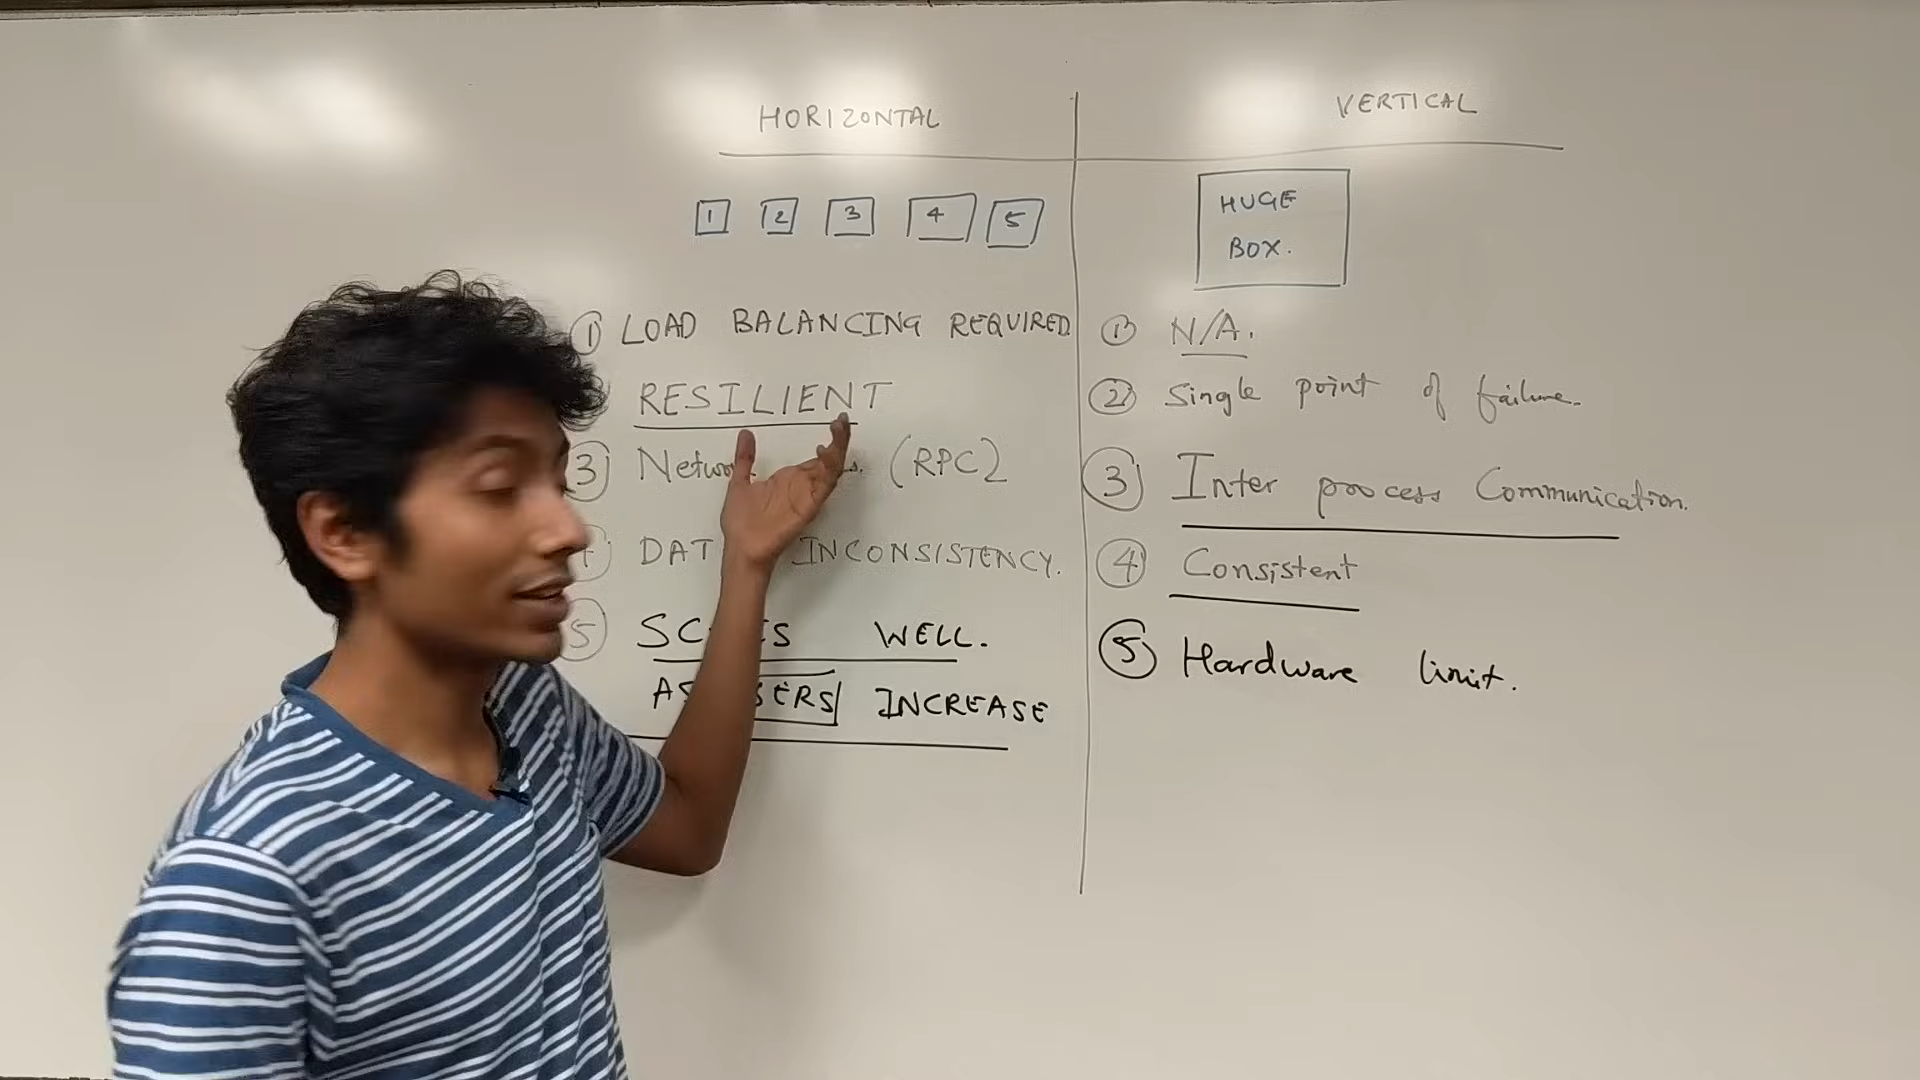 HORIZONTAL
VERTICAL
1 2 3 4 5
HUGE
BOX.
① LOAD BALANCING REQUIRED.
① N/A.
RESILIENT
② Single point of failure.
③ (RPC)
③ Inter process Communication.
INCONSISTENCY.
④ Consistent
⑤ WELL.
⑤ Hardware limit.
INCREASE